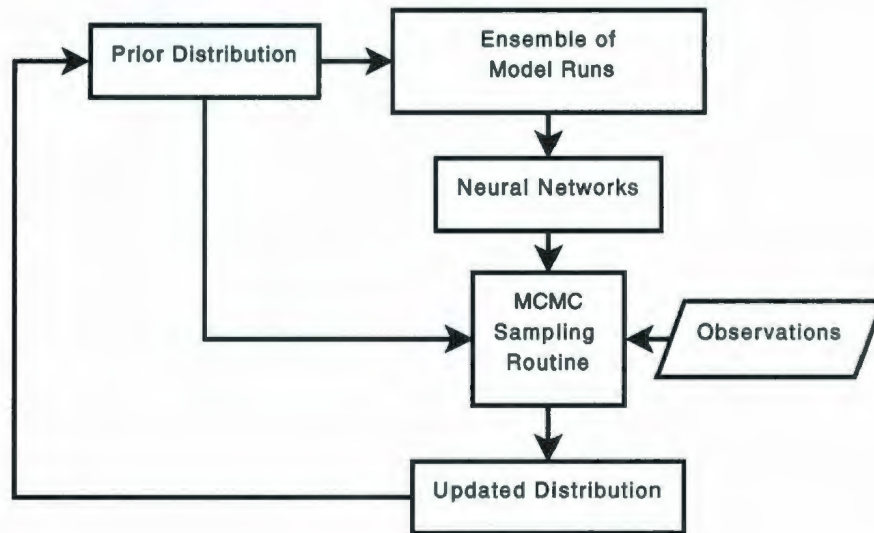 Prior Distribution
Ensemble of
Model Runs
Neural Networks
MCMC
Sampling
Routine
Observations
Updated Distribution